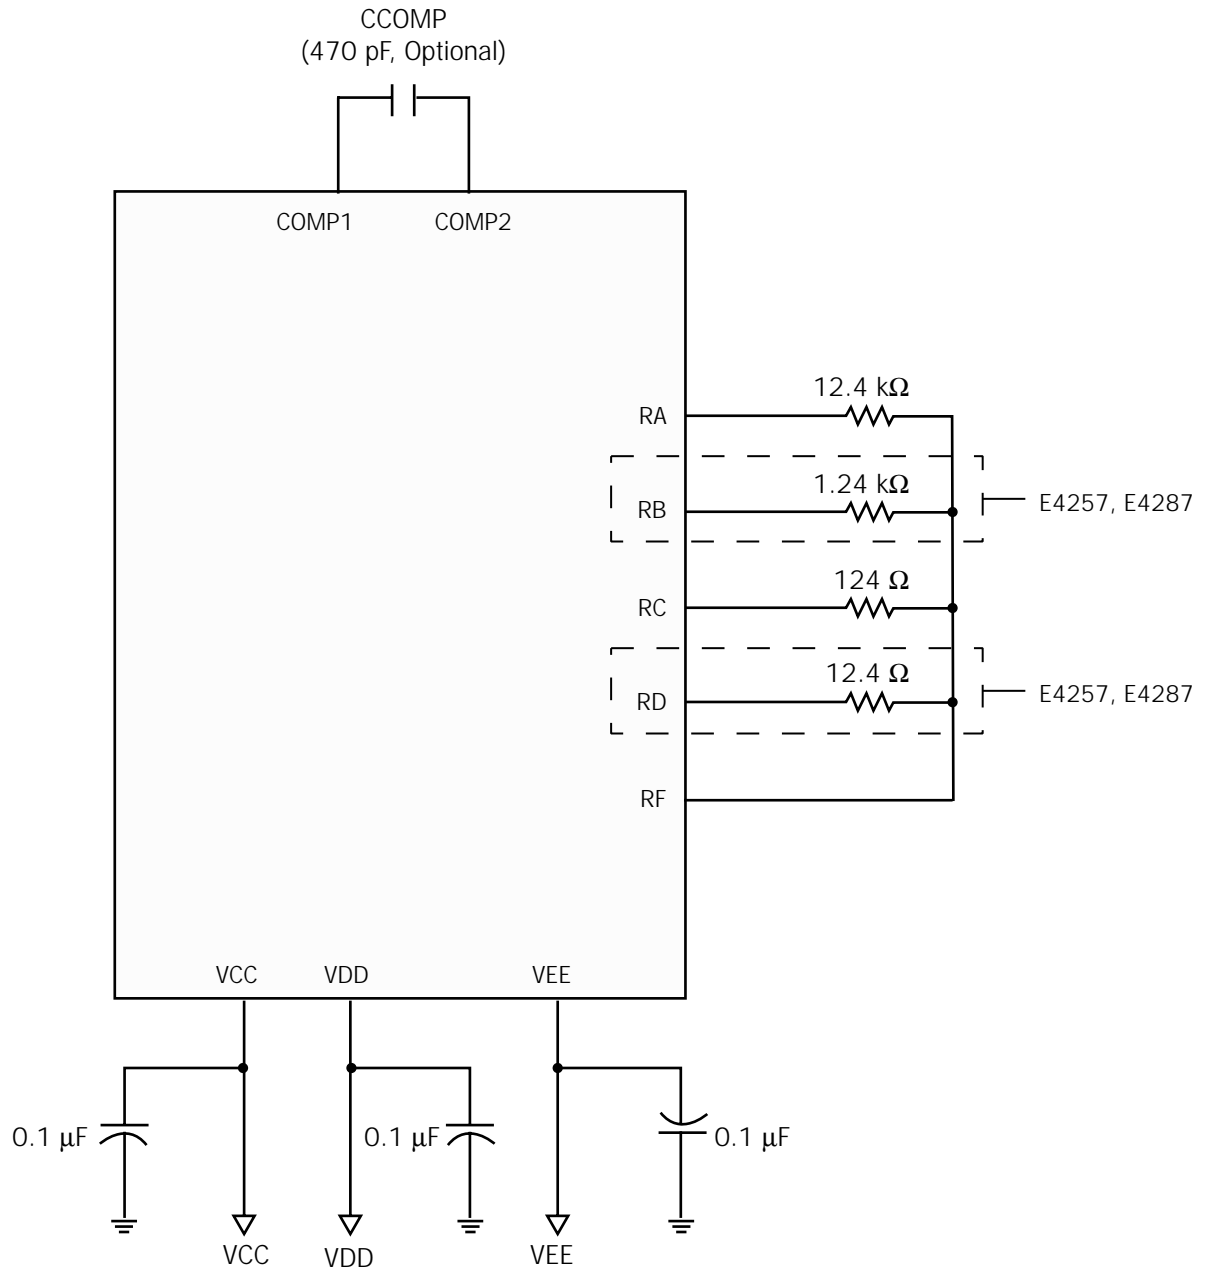 CCOMP
(470 pF, Optional)
COMP1 COMP2
12.4 kΩ
RA
1.24 kΩ
RB
E4257, E4287
124 Ω
RC
12.4 Ω
RD
E4257, E4287
RF
VCC VDD VEE
0.1 µF 0.1 µF 0.1 µF
VCC VDD VEE